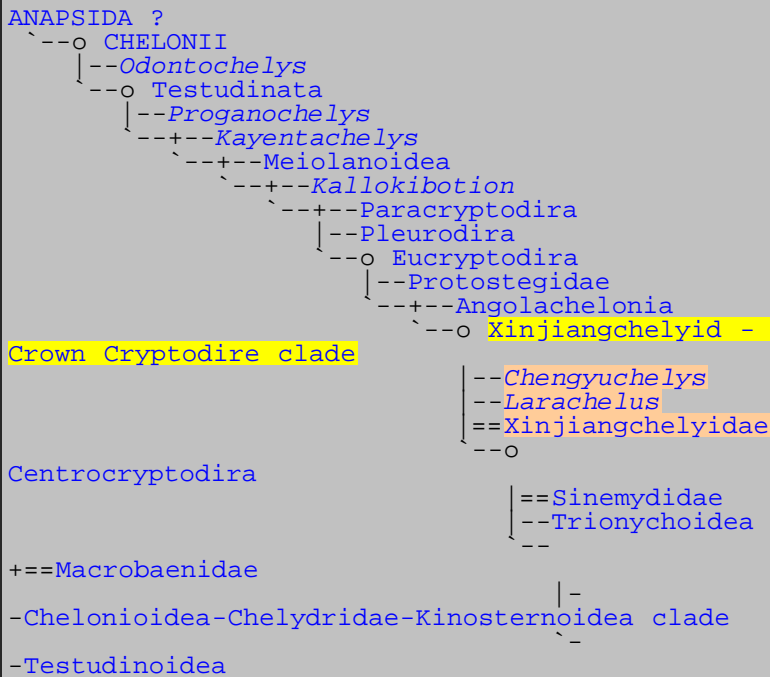 ANAPSIDA ?
 `--o CHELONII
    |--Odontochelys
    `--o Testudinata
       |--Proganochelys
       `--+--Kayentachelys
          `--+--Meiolanoidea
             `--+--Kallokibotion
                `--+--Paracryptodira
                   |--Pleurodira
                   `--o Eucryptodira
                      |--Protostegidae
                      `--+--Angolachelonia
                         `--o Xinjiangchelyid -
Crown Cryptodire clade
                            |--Chengyuchelys
                            |--Larachelus
                            |==Xinjiangchelyidae
                            `--o
Centrocryptodira
                               |==Sinemydidae
                               |--Trionychoidea
                               `--
+==Macrobaenidae
                                  |-
-Chelonioidea-Chelydridae-Kinosternoidea clade
                                  `-
-Testudinoidea